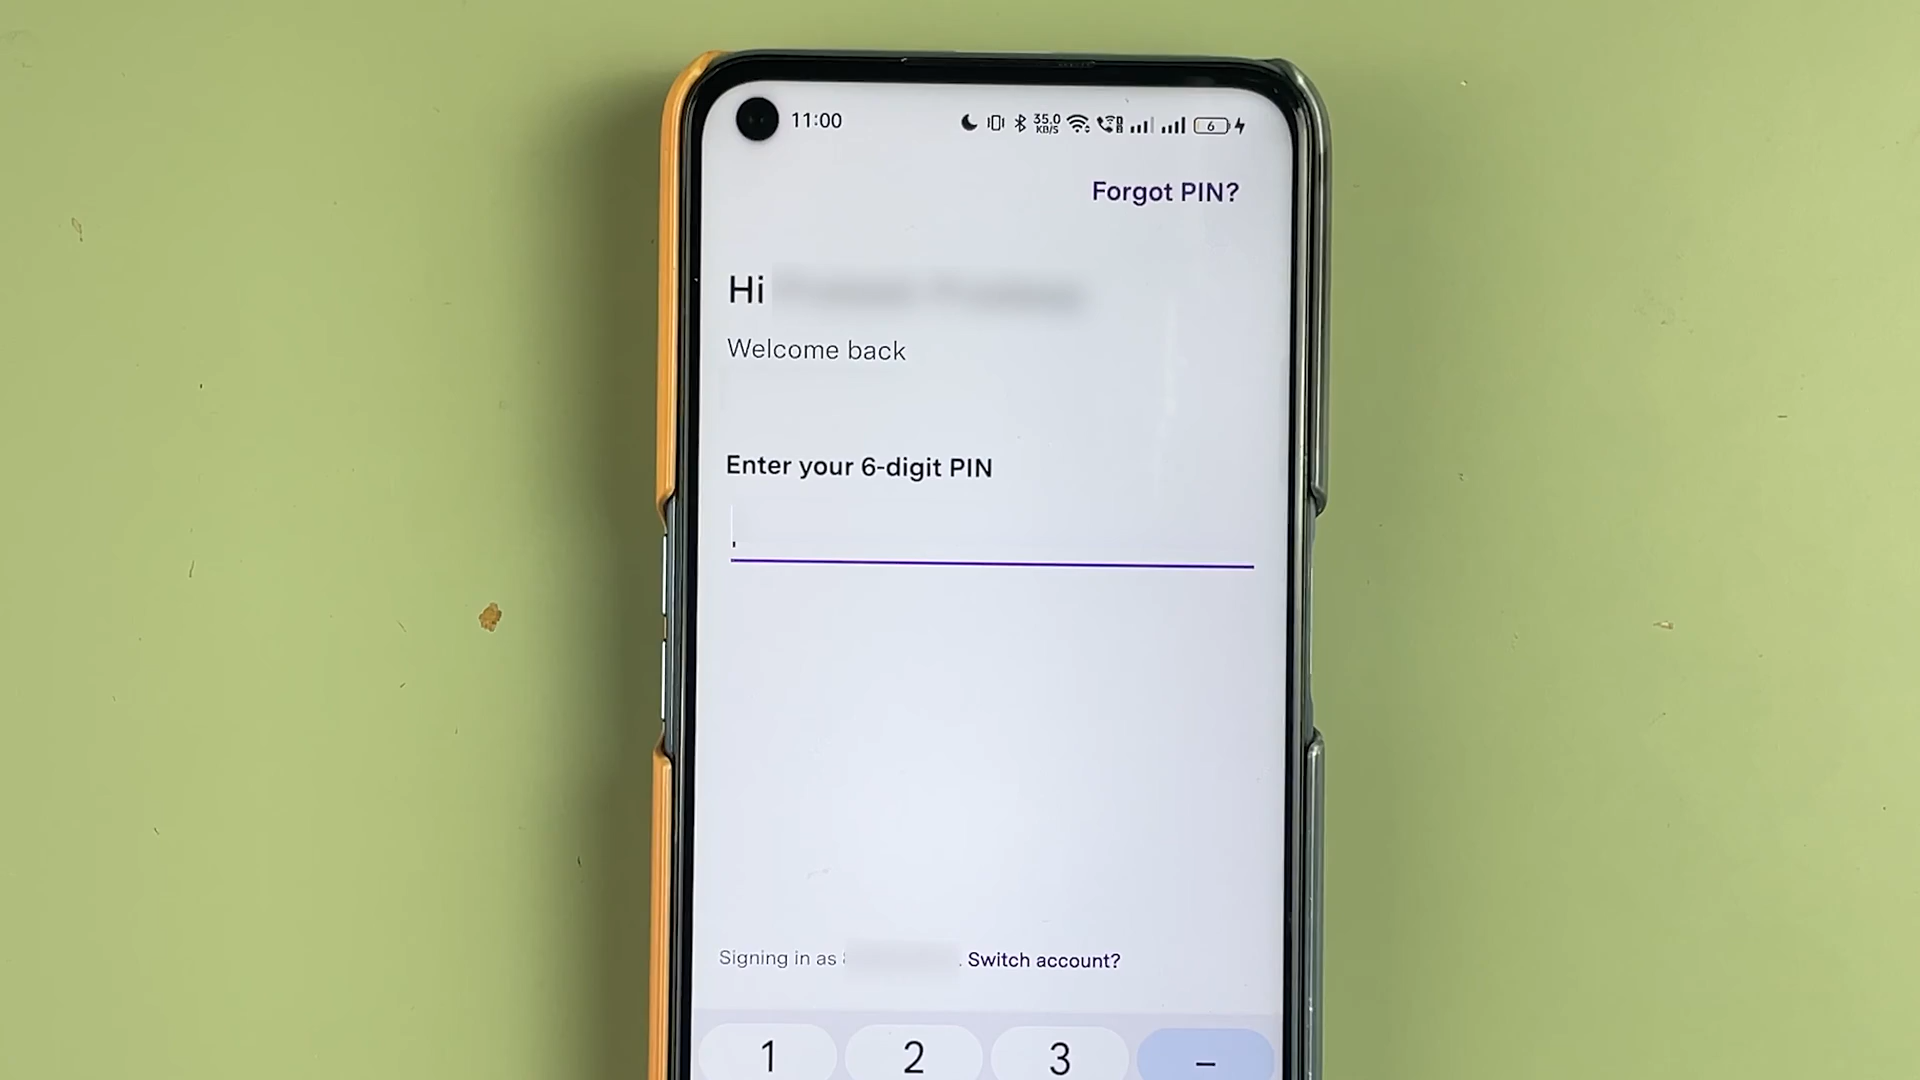 11:00 35.0 KB/S 6
Forgot PIN?
Hi
Welcome back
Enter your 6-digit PIN
Signing in as . Switch account?
1 2 3 –